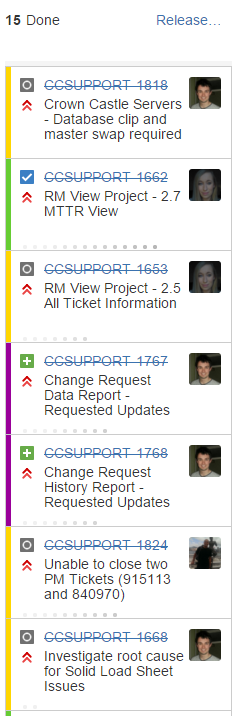 15 Done Release...
CCSUPPORT-1818
Crown Castle Servers
- Database clip and
master swap required
CCSUPPORT-1662
RM View Project - 2.7
MTTR View
CCSUPPORT-1653
RM View Project - 2.5
All Ticket Information
CCSUPPORT-1767
Change Request
Data Report -
Requested Updates
CCSUPPORT-1768
Change Request
History Report -
Requested Updates
CCSUPPORT-1824
Unable to close two
PM Tickets (915113
and 840970)
CCSUPPORT-1668
Investigate root cause
for Solid Load Sheet
Issues